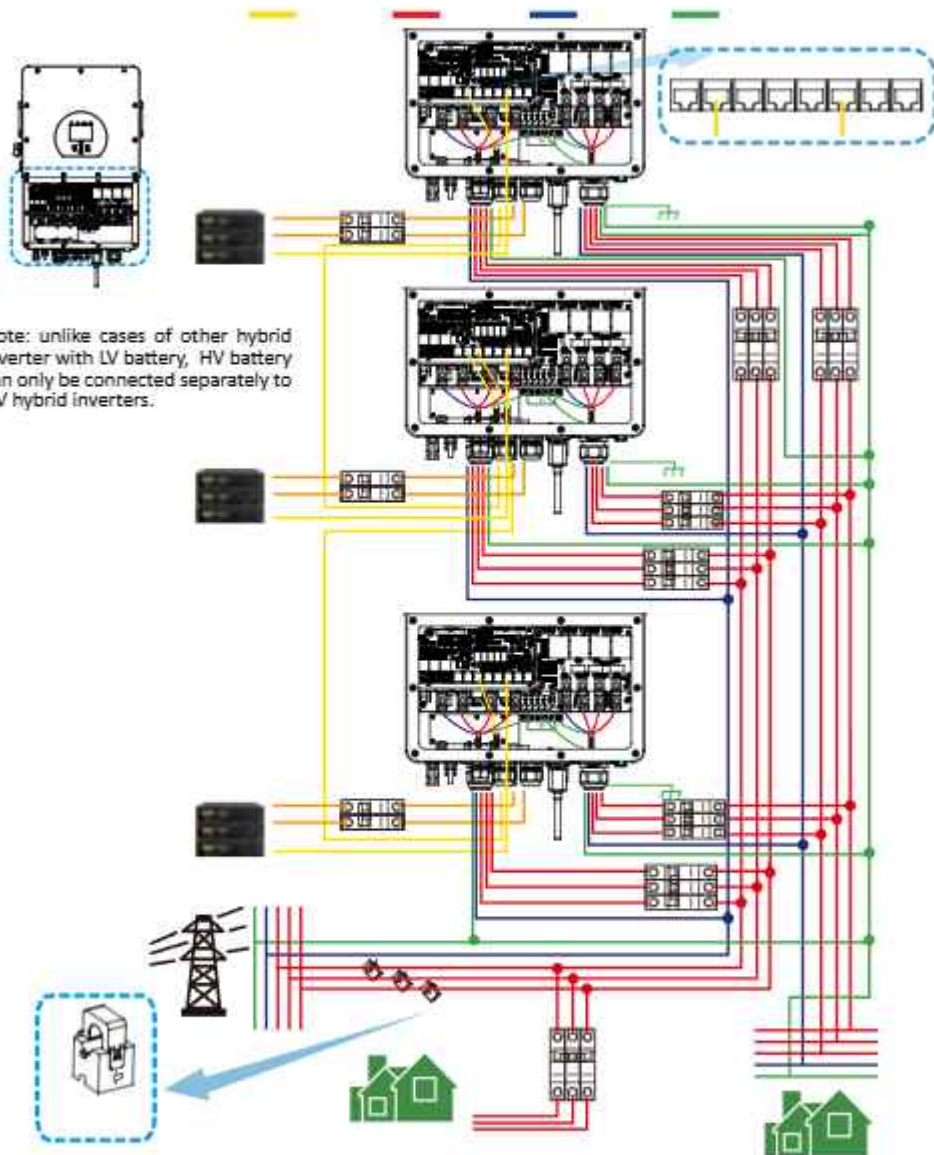 ote: unlike cases of other hybrid
verter with LV battery, HV battery
an only be connected separately to
V hybrid inverters.